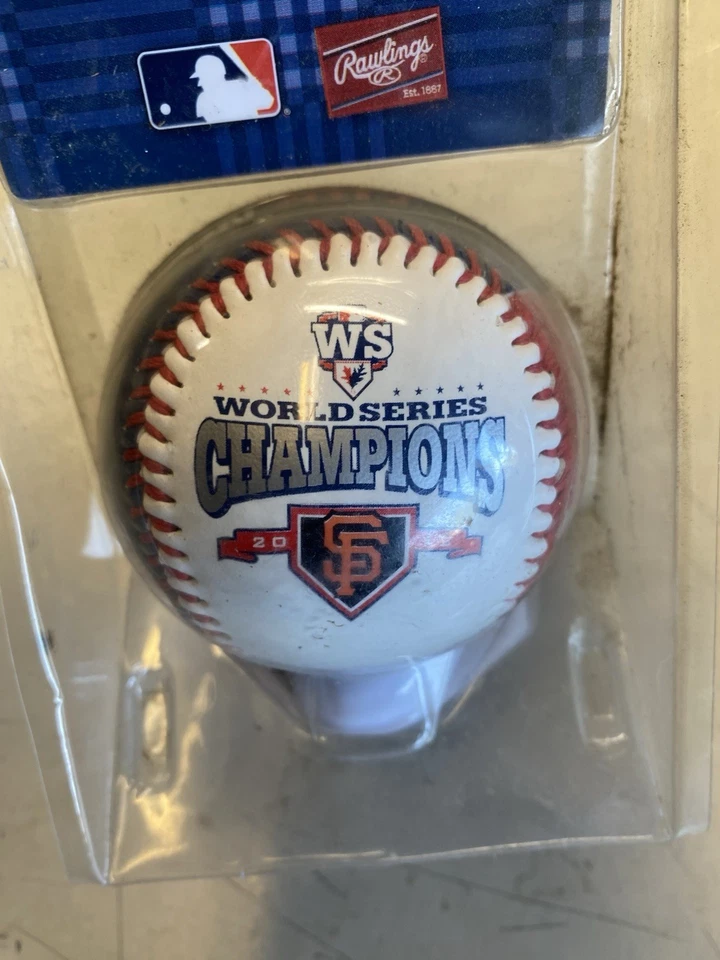 Rawlings
R
Est. 1887
WS
WORLD SERIES
CHAMPIONS
20
SF